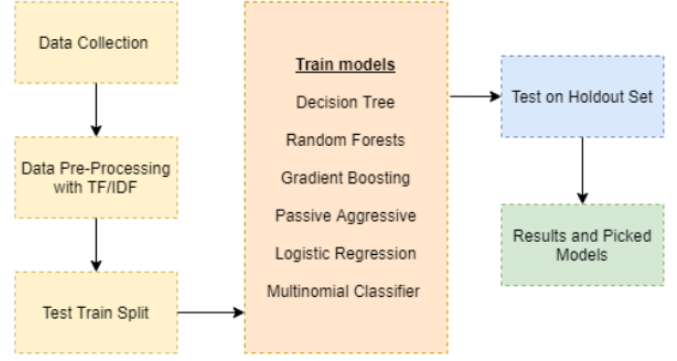 Data Collection
Data Pre-Processing
with TF/IDF
Test Train Split
Train models
Decision Tree
Random Forests
Gradient Boosting
Passive Aggressive
Logistic Regression
Multinomial Classifier
Test on Holdout Set
Results and Picked
Models